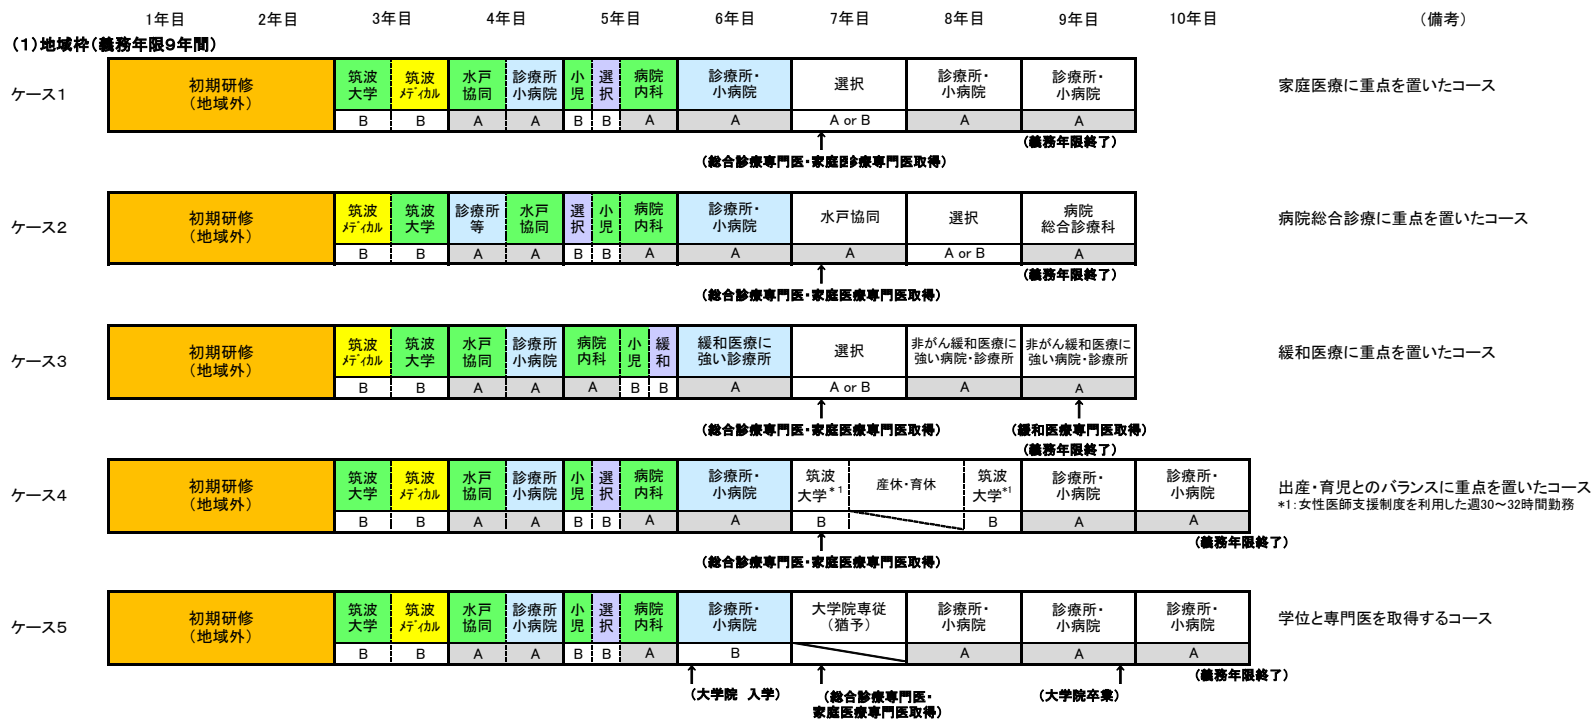 1年目 2年目 3年目 4年目 5年目 6年目 7年目 8年目 9年目 10年目 (備考)
(1)地域枠(義務年限9年間)
ケース1
初期研修
(地域外)
筑波
大学
筑波
メディカル
水戸
協同
診療所
小病院
小
児
選
択
病院
内科
診療所・
小病院
選択
診療所・
小病院
診療所・
小病院
家庭医療に重点を置いたコース
B B A A B B A A A or B A A
(義務年限終了)
↑
(総合診療専門医・家庭医診療専門医取得)
ケース2
初期研修
(地域外)
筑波
メディカル
筑波
大学
診療所
等
水戸
協同
選
択
小
児
病院
内科
診療所・
小病院
水戸協同
選択
病院
総合診療科
病院総合診療に重点を置いたコース
B B A A B B A A A A or B A
(義務年限終了)
↑
(総合診療専門医・家庭医療専門医取得)
ケース3
初期研修
(地域外)
筑波
メディカル
筑波
大学
水戸
協同
診療所
小病院
病院
内科
小
児
緩
和
緩和医療に
強い診療所
選択
非がん緩和医療に
強い病院・診療所
非がん緩和医療に
強い病院・診療所
緩和医療に重点を置いたコース
B B A A A B B A A or B A A
↑ ↑
(総合診療専門医・家庭医療専門医取得) (緩和医療専門医取得)
(義務年限終了)
ケース4
初期研修
(地域外)
筑波
大学
筑波
メディカル
水戸
協同
診療所
小病院
小
児
選
択
病院
内科
診療所・
小病院
筑波
大学*1
産休・育休
筑波
大学*1
診療所・
小病院
診療所・
小病院
出産・育児とのバランスに重点を置いたコース
*1:女性医師支援制度を利用した週30～32時間勤務
B B A A B B A A B B A A
(義務年限終了)
↑
(総合診療専門医・家庭医療専門医取得)
ケース5
初期研修
(地域外)
筑波
大学
筑波
メディカル
水戸
協同
診療所
小病院
小
児
選
択
病院
内科
診療所・
小病院
大学院専従
(猶予)
診療所・
小病院
診療所・
小病院
診療所・
小病院
学位と専門医を取得するコース
B B A A B B A B A A A
(義務年限終了)
↑ ↑ ↑
(大学院 入学)
(総合診療専門医・
家庭医療専門医取得)
(大学院卒業)